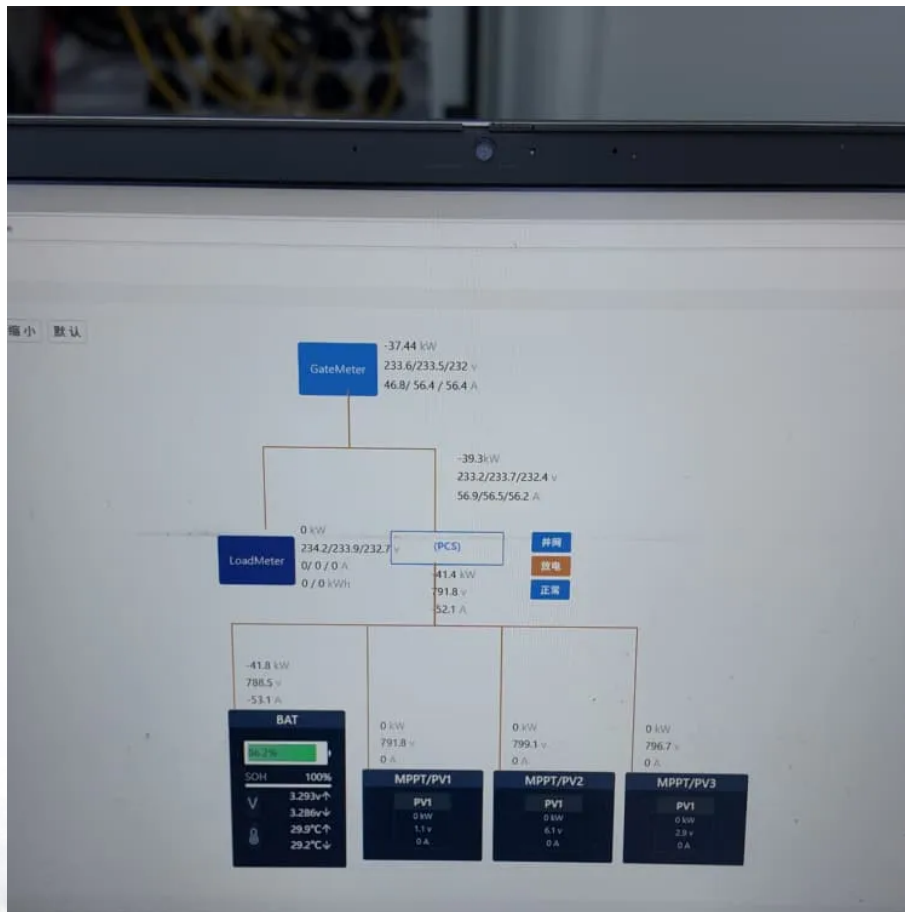 缩小 默认
GateMeter
-37.44 kW
233.6/233.5/232 v
46.8/ 56.4 / 56.4 A
-39.3kW
233.2/233.7/232.4 v
56.9/56.5/56.2 A
LoadMeter
0 kW
234.2/233.9/232.7 v
0/ 0 / 0 A
0 / 0 kWh
(PCS)
并网
放电
正常
-41.4 kW
791.8 v
-52.1 A
-41.8 kW
788.5 v
-53.1 A
BAT
86.2%
SOH 100%
V
3.293v↑
3.286v↓
29.9°C↑
29.2°C↓
0 kW
791.8 v
0 A
MPPT/PV1
PV1
0 kW
1.1 v
0 A
0 kW
799.1 v
0 A
MPPT/PV2
PV1
0 kW
6.1 v
0 A
0 kW
796.7 v
0 A
MPPT/PV3
PV1
0 kW
2.9 v
0 A